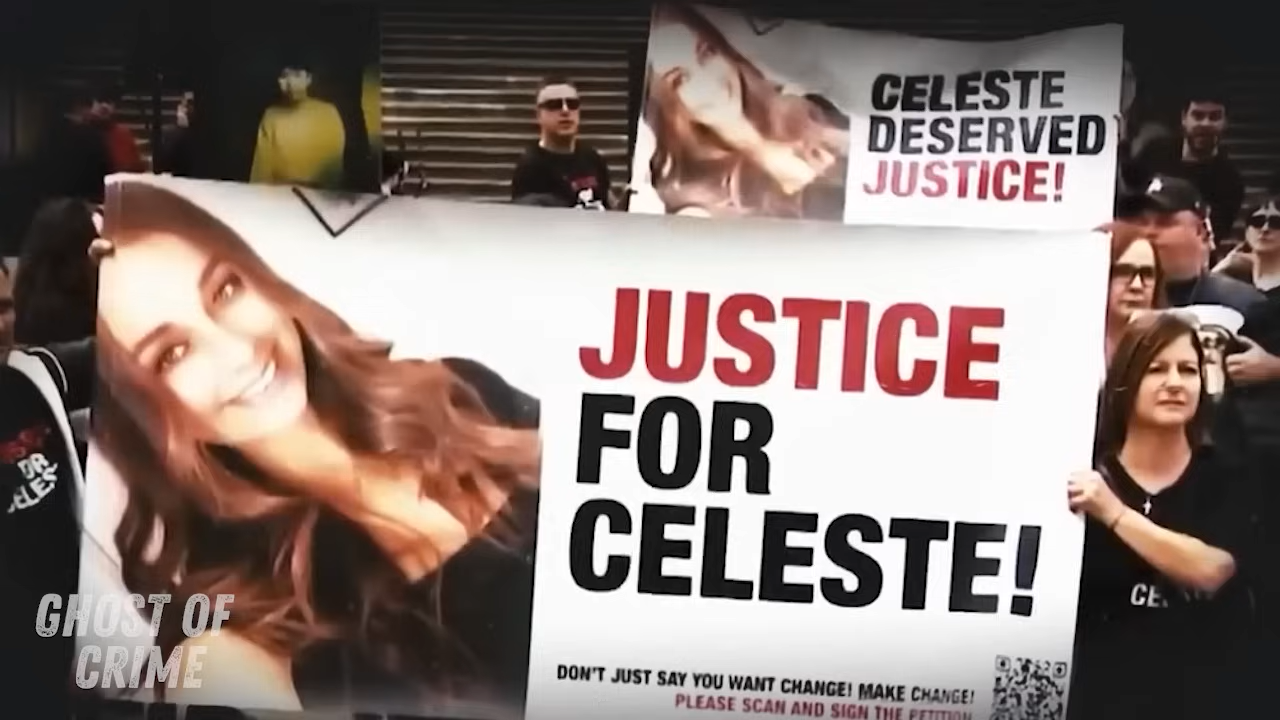 CELESTE
DESERVED
JUSTICE!
JUSTICE
FOR
CELESTE!
DON'T JUST SAY YOU WANT CHANGE! MAKE CHANGE!
PLEASE SCAN AND SIGN THE PETITION
GHOST OF
CRIME